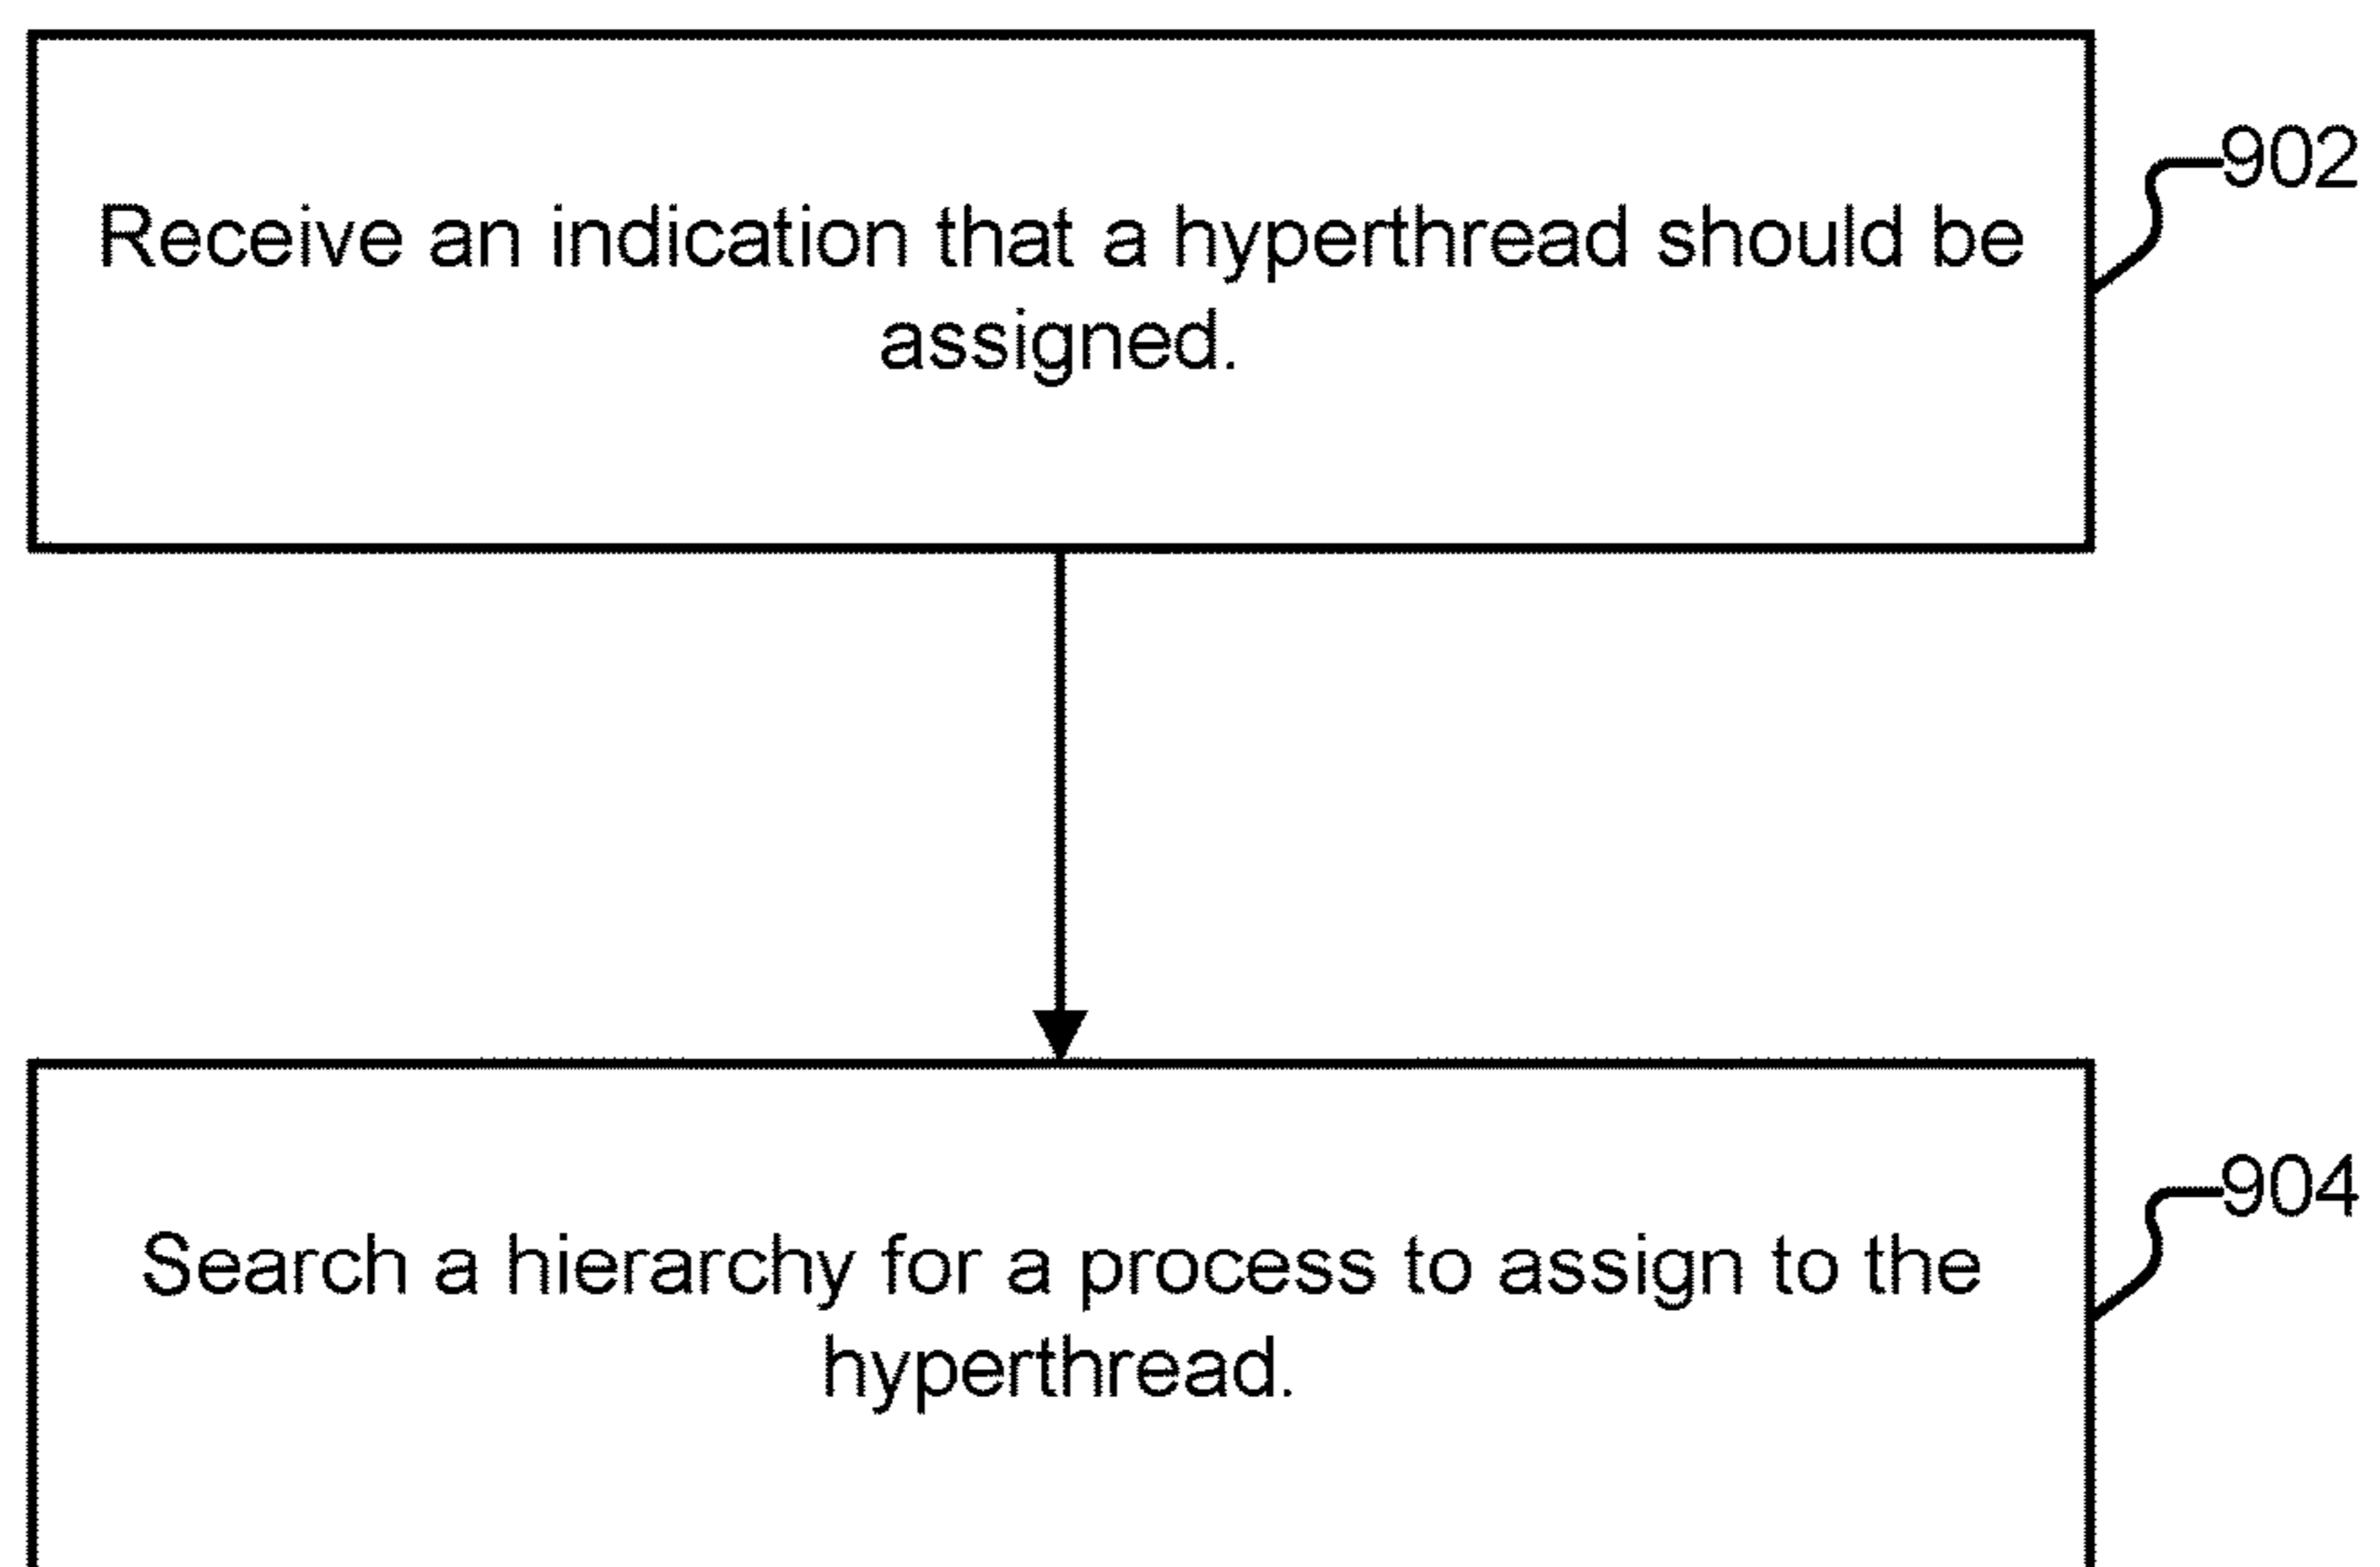 902
Receive an indication that a hyperthread should be
assigned.
904
Search a hierarchy for a process to assign to the
hyperthread.